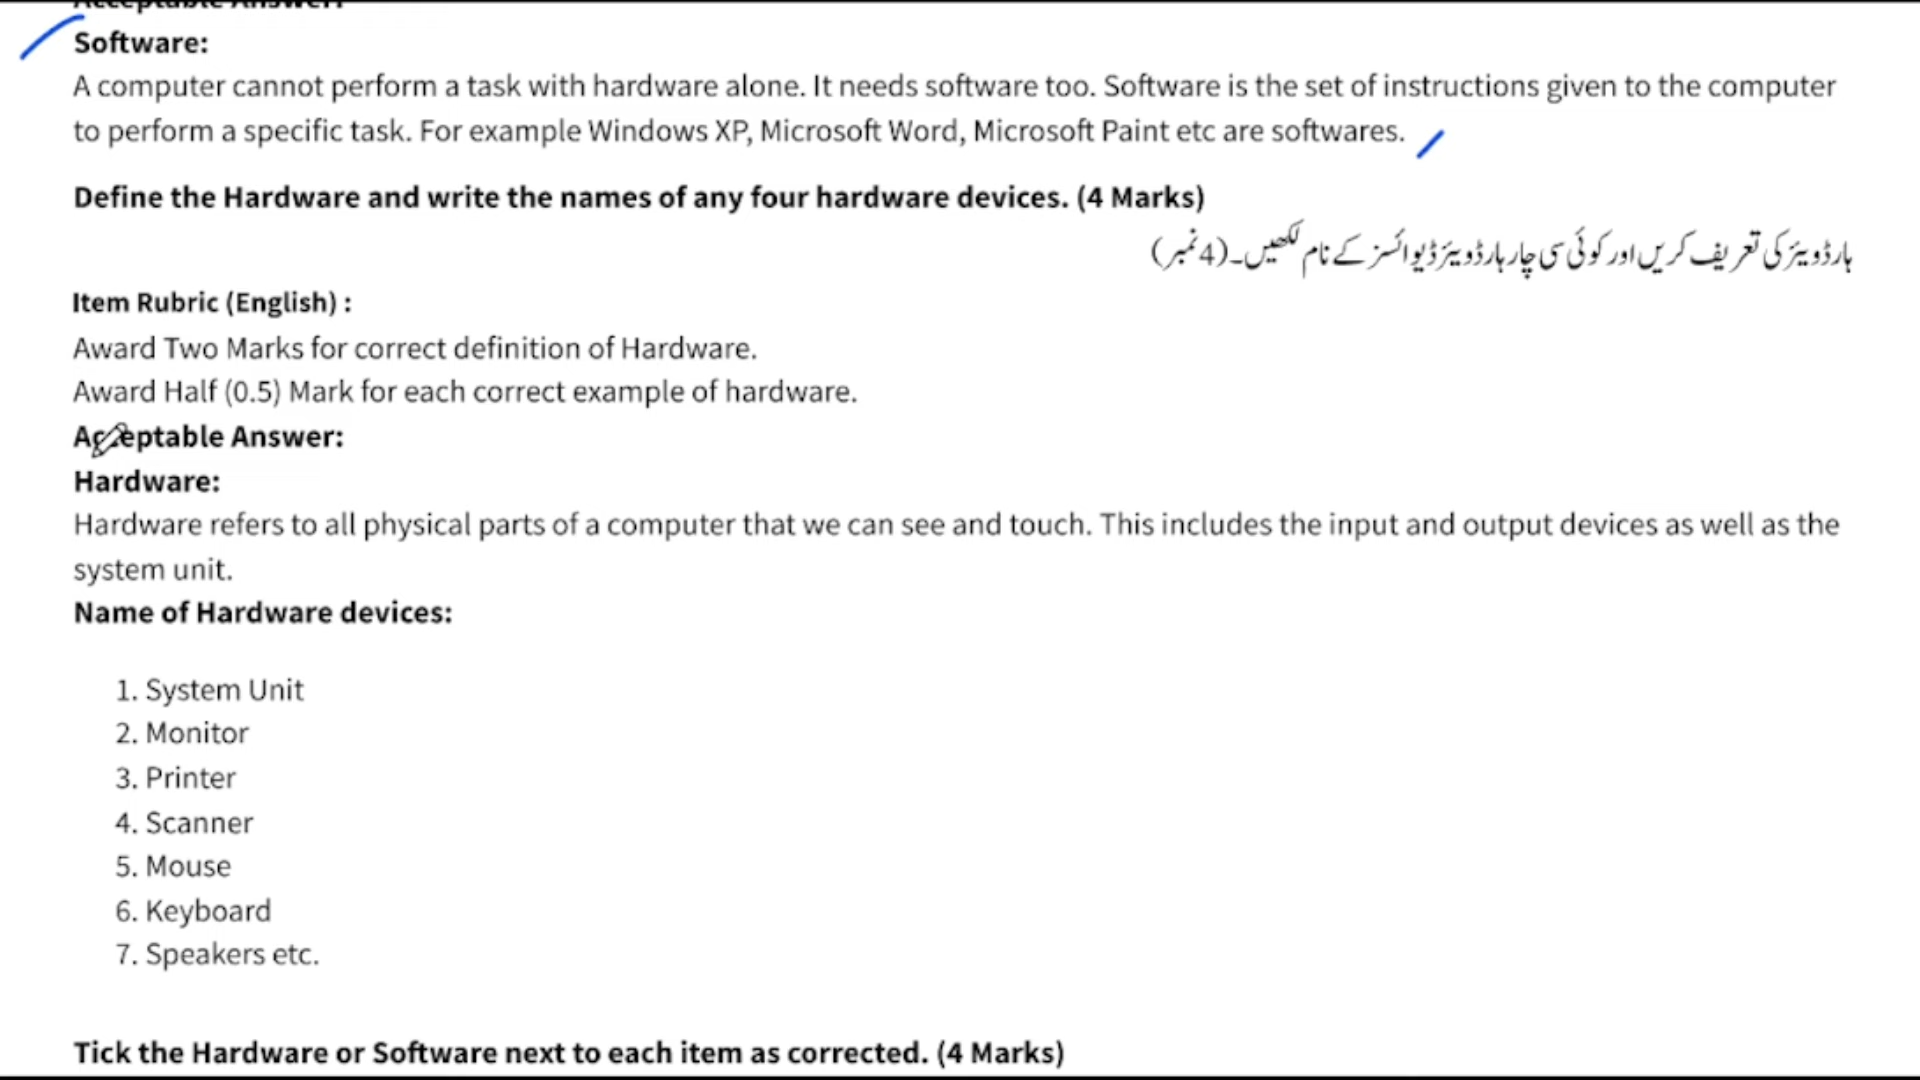 Acceptable Answer:
Software:
A computer cannot perform a task with hardware alone. It needs software too. Software is the set of instructions given to the computer
to perform a specific task. For example Windows XP, Microsoft Word, Microsoft Paint etc are softwares.
Define the Hardware and write the names of any four hardware devices. (4 Marks)
ہارڈویئر کی تعریف کریں اور کوئی سی چار ہارڈویئر ڈیوائسز کے نام لکھیں۔(4 نمبر)
Item Rubric (English) :
Award Two Marks for correct definition of Hardware.
Award Half (0.5) Mark for each correct example of hardware.
Acceptable Answer:
Hardware:
Hardware refers to all physical parts of a computer that we can see and touch. This includes the input and output devices as well as the
system unit.
Name of Hardware devices:
1. System Unit
2. Monitor
3. Printer
4. Scanner
5. Mouse
6. Keyboard
7. Speakers etc.
Tick the Hardware or Software next to each item as corrected. (4 Marks)